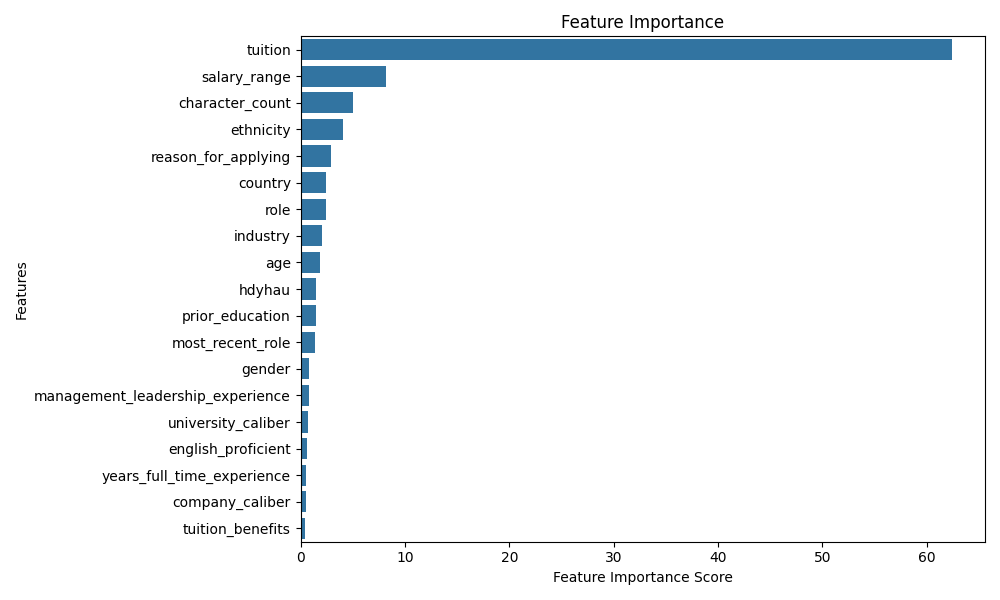 Feature Importance
Features
tuition
salary_range
character_count
ethnicity
reason_for_applying
country
role
industry
age
hdyhau
prior_education
most_recent_role
gender
management_leadership_experience
university_caliber
english_proficient
years_full_time_experience
company_caliber
tuition_benefits
0 10 20 30 40 50 60
Feature Importance Score